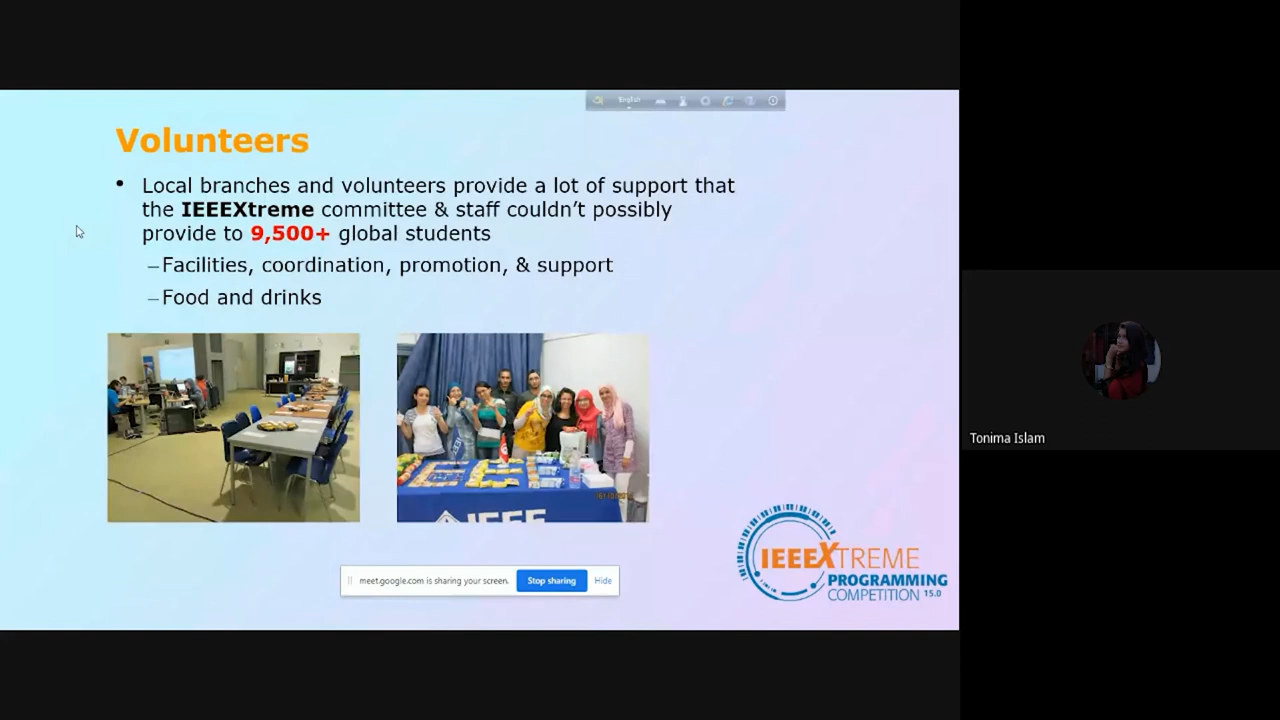 English
Volunteers
• Local branches and volunteers provide a lot of support that
the IEEEXtreme committee & staff couldn't possibly
provide to 9,500+ global students
–Facilities, coordination, promotion, & support
–Food and drinks
IEEE
meet.google.com is sharing your screen.
Stop sharing
Hide
IEEEXTREME
PROGRAMMING
COMPETITION 15.0
Tonima Islam